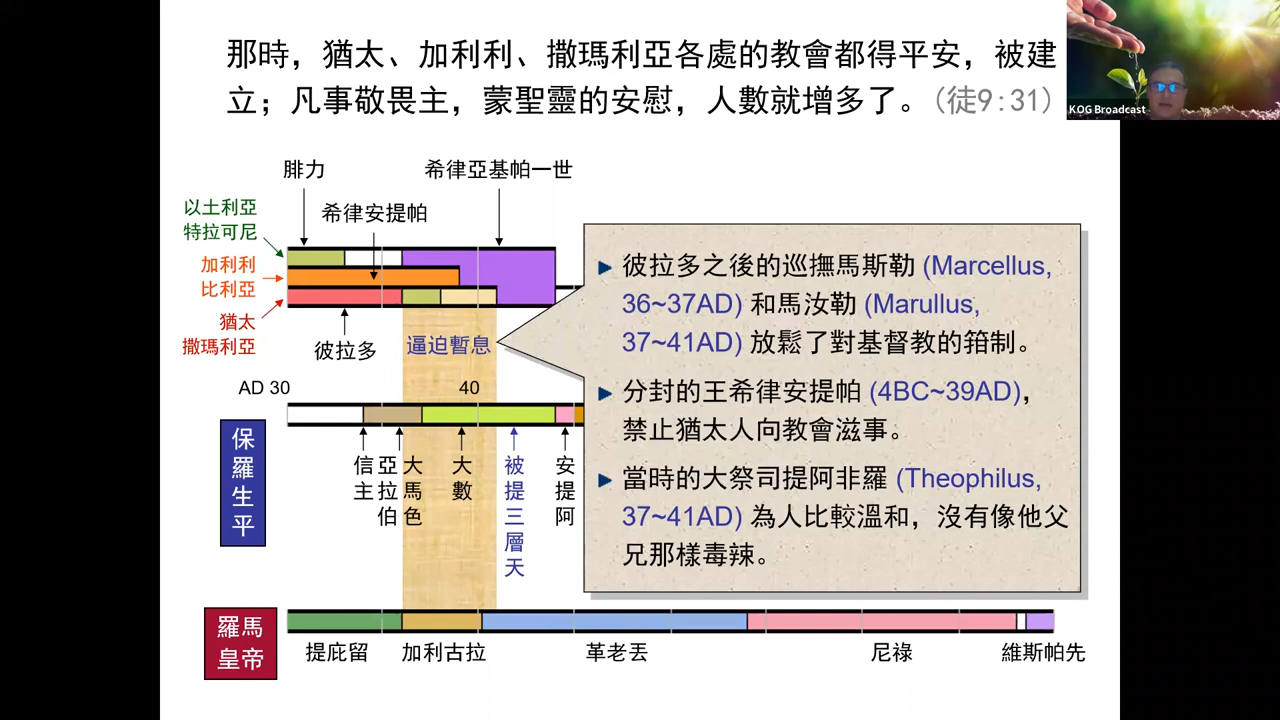 那時，猶太、加利利、撒瑪利亞各處的教會都得平安，被建
立；凡事敬畏主，蒙聖靈的安慰，人數就增多了。(徒9:31)
KOG Broadcast
腓力
希律亞基帕一世
以土利亞
特拉可尼
希律安提帕
加利利
比利亞
猶太
撒瑪利亞
彼拉多
逼迫暫息
彼拉多之後的巡撫馬斯勒 (Marcellus,
36~37AD) 和馬汝勒 (Marullus,
37~41AD) 放鬆了對基督教的箝制。
分封的王希律安提帕 (4BC~39AD)，
禁止猶太人向教會滋事。
當時的大祭司提阿非羅 (Theophilus,
37~41AD) 為人比較溫和，沒有像他父
兄那樣毒辣。
AD 30
40
保羅生平
信主
亞拉伯
大馬色
大數
被提三層天
安提阿
羅馬
皇帝
提庇留
加利古拉
革老丟
尼祿
維斯帕先